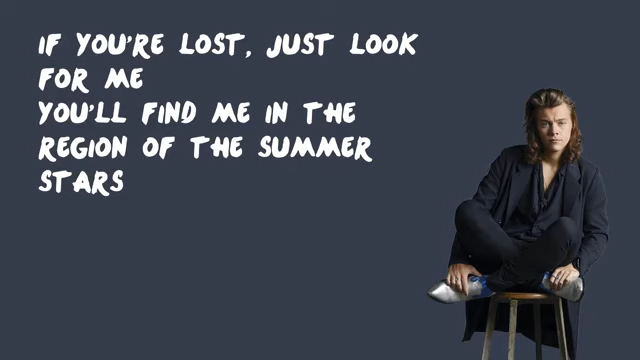 IF YOU'RE LOST, JUST LOOK
FOR ME
YOU'LL FIND ME IN THE
REGION OF THE SUMMER
STARS